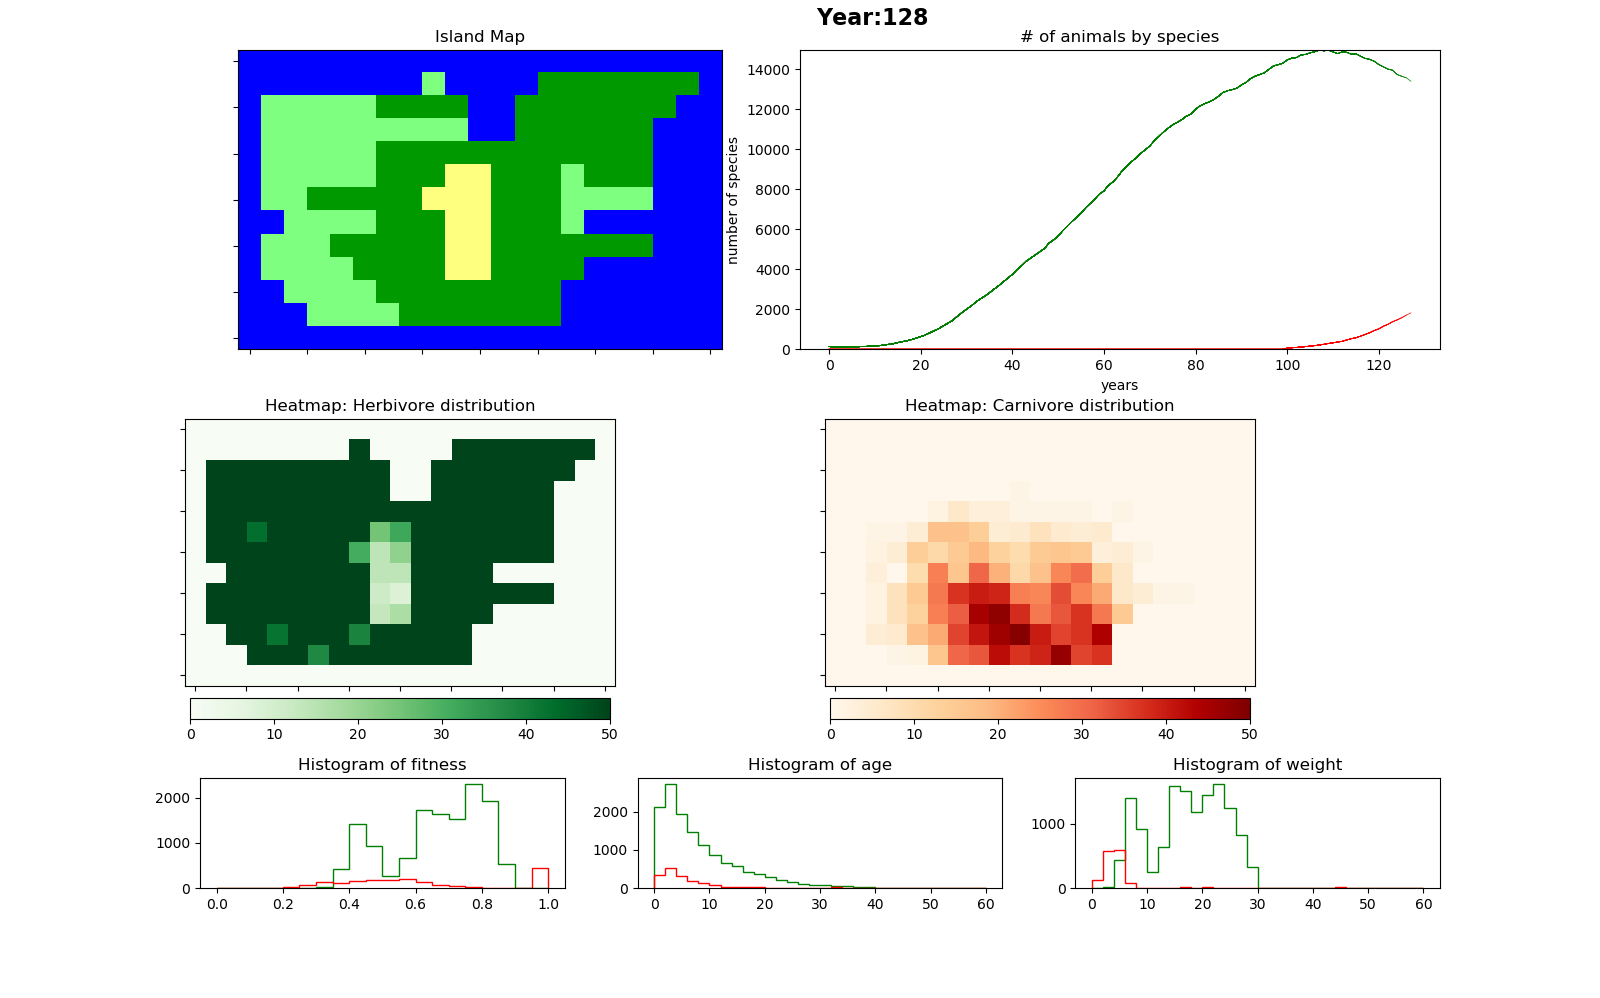 Year:128
Island Map
# of animals by species
number of species
14000
12000
10000
8000
6000
4000
2000
0
0 20 40 60 80 100 120
years
Heatmap: Herbivore distribution
0 10 20 30 40 50
Heatmap: Carnivore distribution
0 10 20 30 40 50
Histogram of fitness
2000
1000
0
0.0 0.2 0.4 0.6 0.8 1.0
Histogram of age
2000
1000
0
0 10 20 30 40 50 60
Histogram of weight
1000
0
0 10 20 30 40 50 60